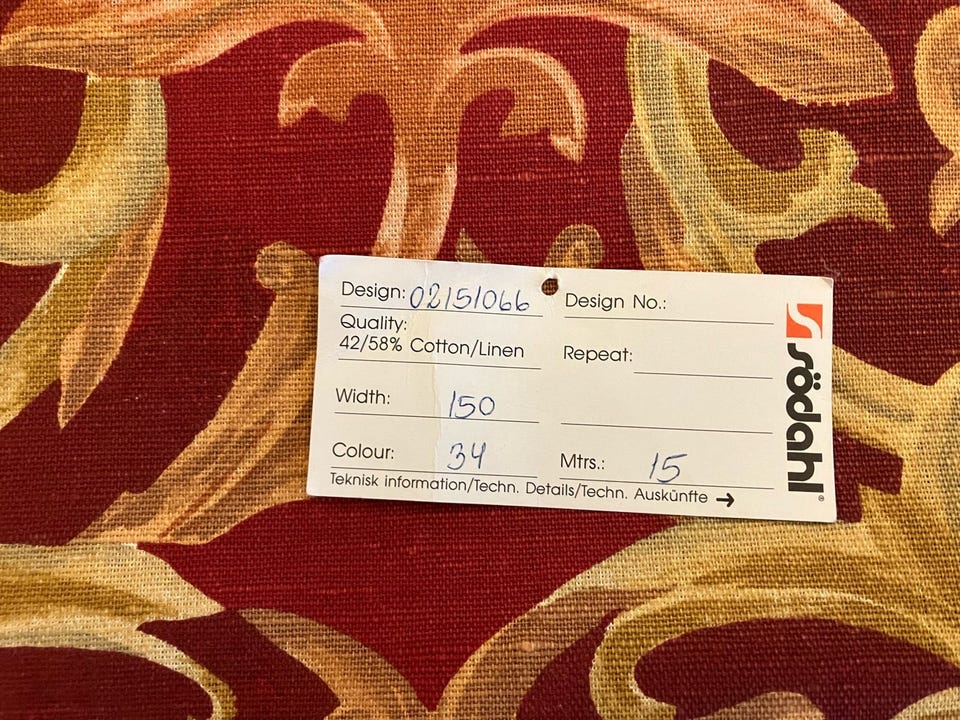 Design: 02151066
Quality:
42/58% Cotton/Linen
Width: 150
Colour: 34
Design No.:
Repeat:
Mtrs.: 15
Teknisk information/Techn. Details/Techn. Auskünfte →
södahl®